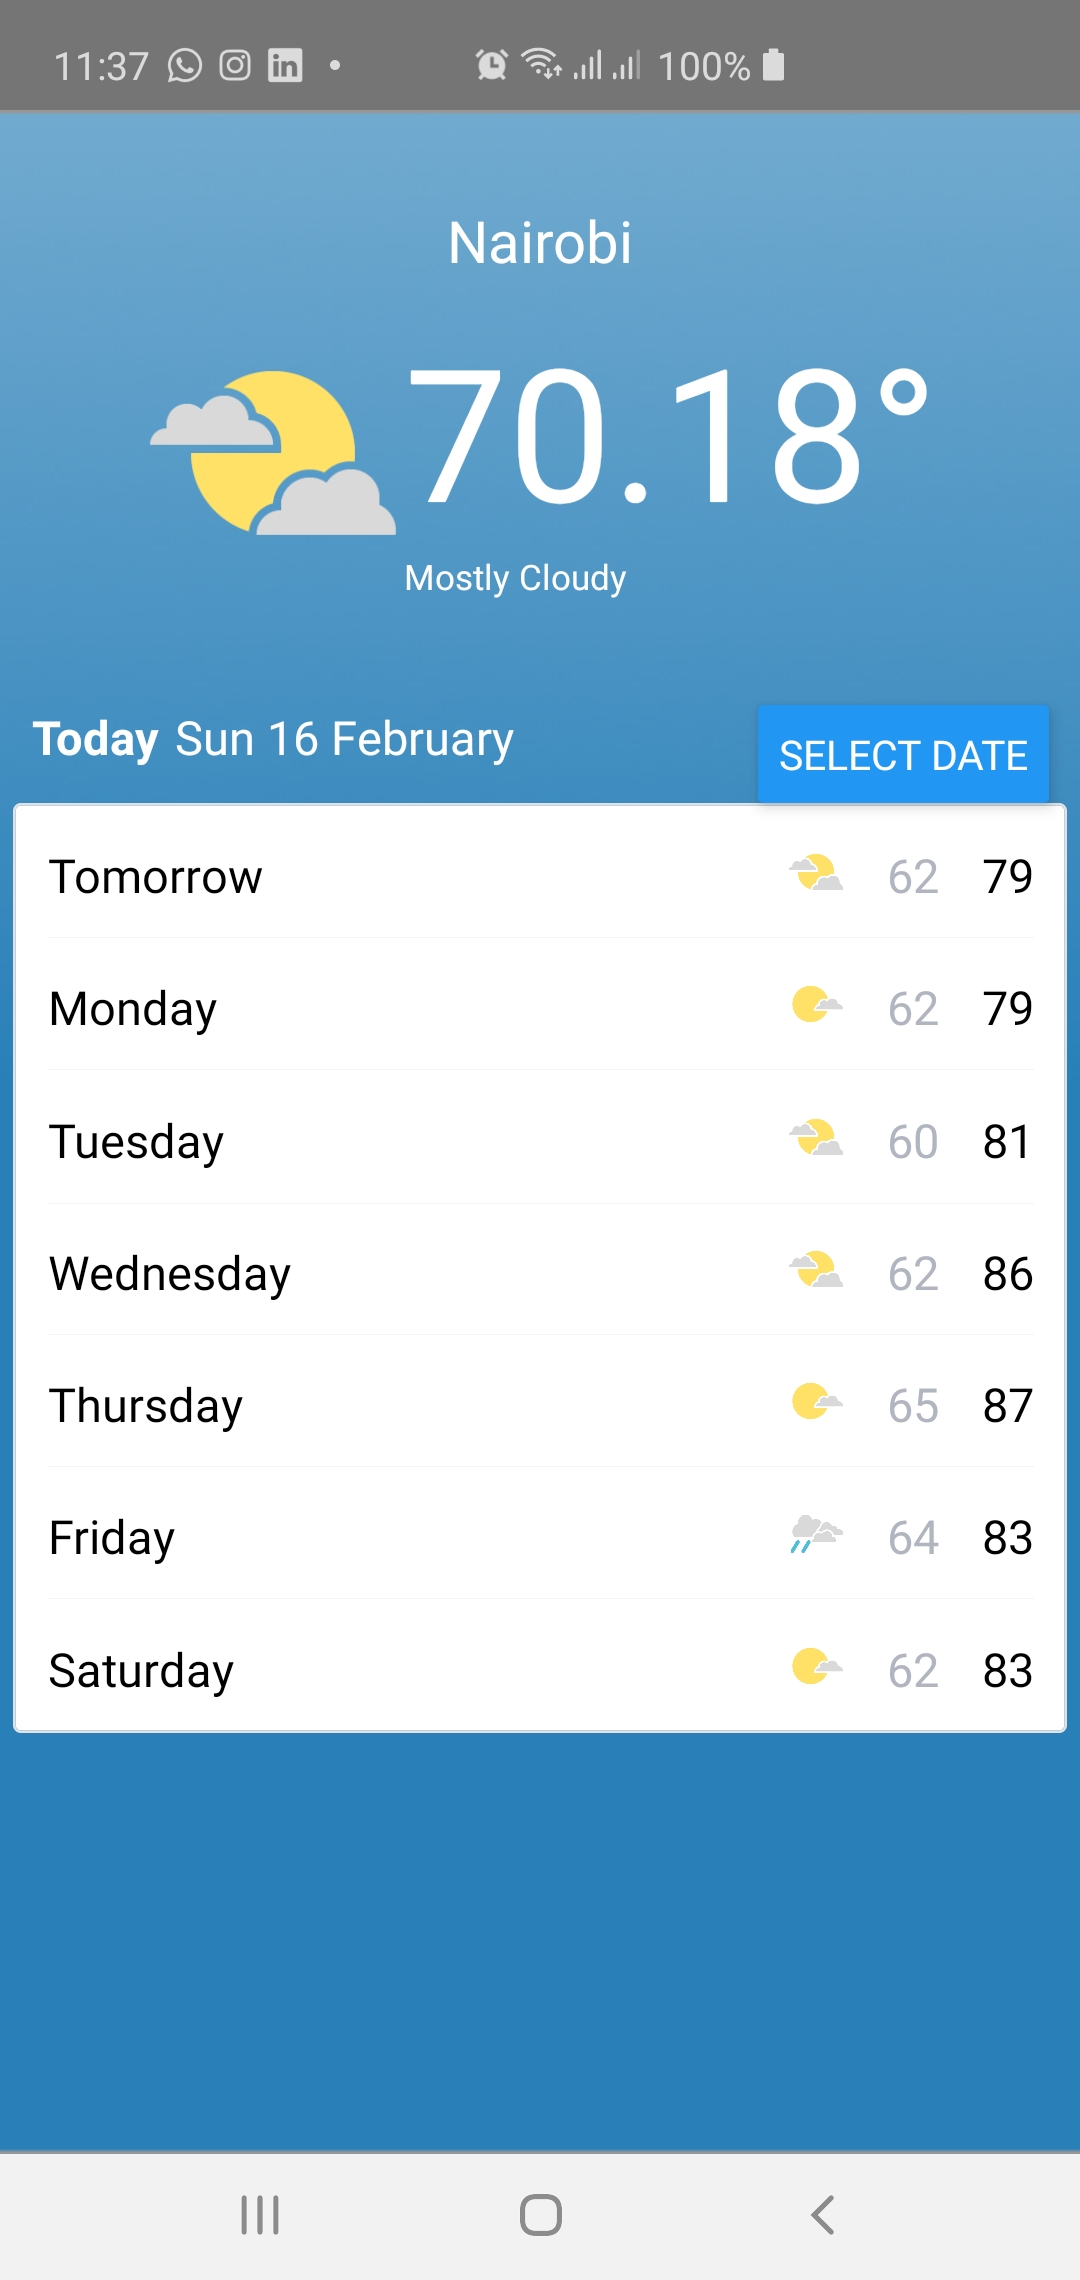 11:37 100%
Nairobi
70.18°
Mostly Cloudy
Today Sun 16 February
SELECT DATE
Tomorrow 62 79
Monday 62 79
Tuesday 60 81
Wednesday 62 86
Thursday 65 87
Friday 64 83
Saturday 62 83